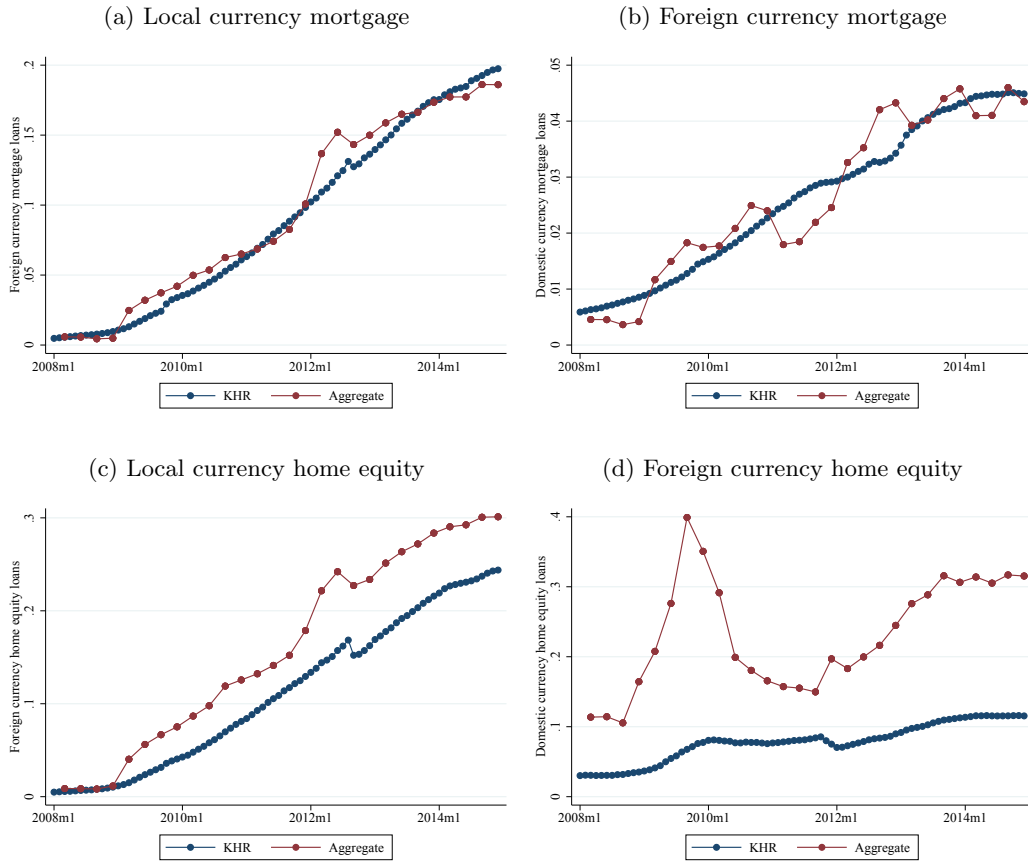 (a) Local currency mortgage
Foreign currency mortgage loans
.2
.15
.1
.05
0
2008m1 2010m1 2012m1 2014m1
KHR Aggregate
(b) Foreign currency mortgage
Domestic currency mortgage loans
.05
.04
.03
.02
.01
0
2008m1 2010m1 2012m1 2014m1
KHR Aggregate
(c) Local currency home equity
Foreign currency home equity loans
.3
.2
.1
0
2008m1 2010m1 2012m1 2014m1
KHR Aggregate
(d) Foreign currency home equity
Domestic currency home equity loans
.4
.3
.2
.1
0
2008m1 2010m1 2012m1 2014m1
KHR Aggregate